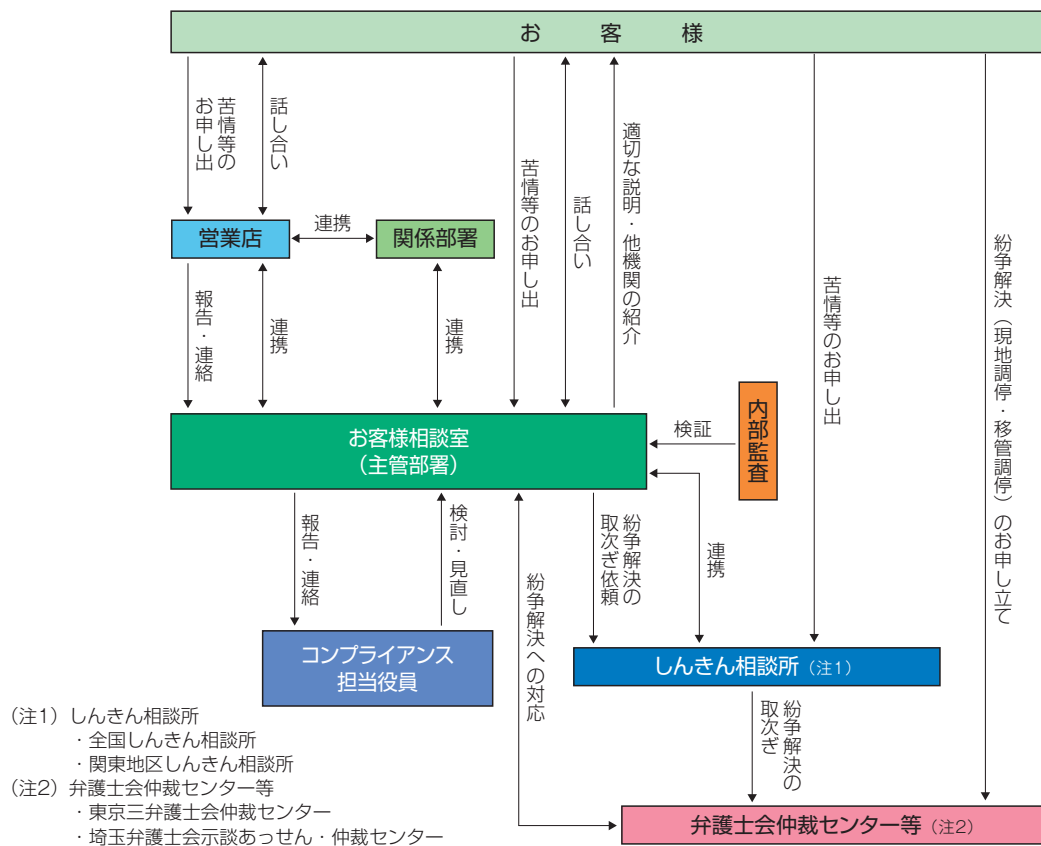 お客様
苦情等の
お申し出
話し合い
苦情等のお申し出
話し合い
適切な説明・他機関の紹介
苦情等のお申し出
紛争解決（現地調停・移管調停）のお申し立て
営業店
連携
関係部署
報告・連絡
連携
連携
お客様相談室
（主管部署）
検証
内部監査
報告・連絡
検討・見直し
紛争解決への対応
紛争解決の
取次ぎ依頼
連携
コンプライアンス
担当役員
しんきん相談所（注1）
紛争解決の
取次ぎ
弁護士会仲裁センター等（注2）
（注1）しんきん相談所
・全国しんきん相談所
・関東地区しんきん相談所
（注2）弁護士会仲裁センター等
・東京三弁護士会仲裁センター
・埼玉弁護士会示談あっせん・仲裁センター